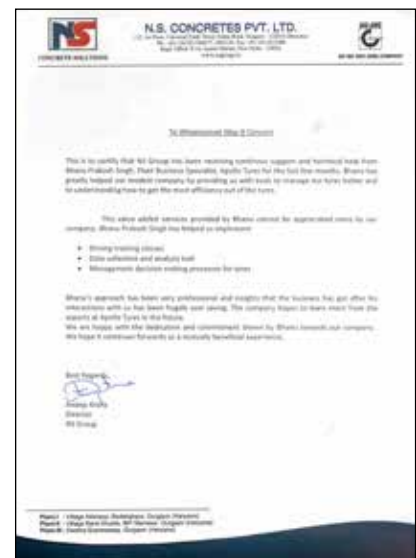 NS
CONCRETE SOLUTIONS
N.S. CONCRETES PVT. LTD.
To Whomsoever May It Concern
This is to certify that NS Group has been receiving continous support and technical help from
Bhanu Prakash Singh, Fleet Business Specialist, Apollo Tyres for the last few months. Bhanu has
greatly helped our modest company by providing us with tools to manage our tyres better and
to understanding how to get the most efficiency out of the tyres.
This value added services provided by Bhanu cannot be appreciated more by our
company. Bhanu Prakash Singh has helped us implement:
Driving training classes
Data collection and analysis tool
Management decision making processes for tyres
Bhanu's approach has been very professional and insights that the business has got after his
interactions with us has been hugely cost saving. The company hopes to learn more from the
experts at Apollo Tyres in the future.
We are happy with the dedication and commitment shown by Bhanu towards our company.
We hope it continues forwards as a mutually beneficial experience.
Best Regards,
Director
NS Group